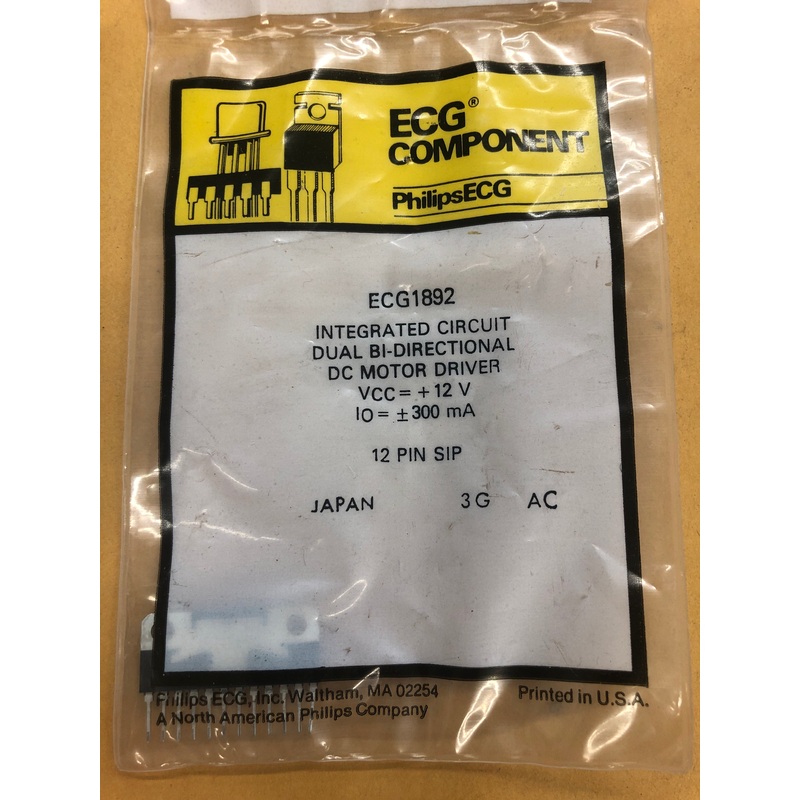 ECG®
COMPONENT
PhilipsECG
ECG1892
INTEGRATED CIRCUIT
DUAL BI-DIRECTIONAL
DC MOTOR DRIVER
VCC = + 12 V
IO = ± 300 mA
12 PIN SIP
JAPAN 3G AC
Philips ECG, Inc. Waltham, MA 02254
A North American Philips Company
Printed in U.S.A.